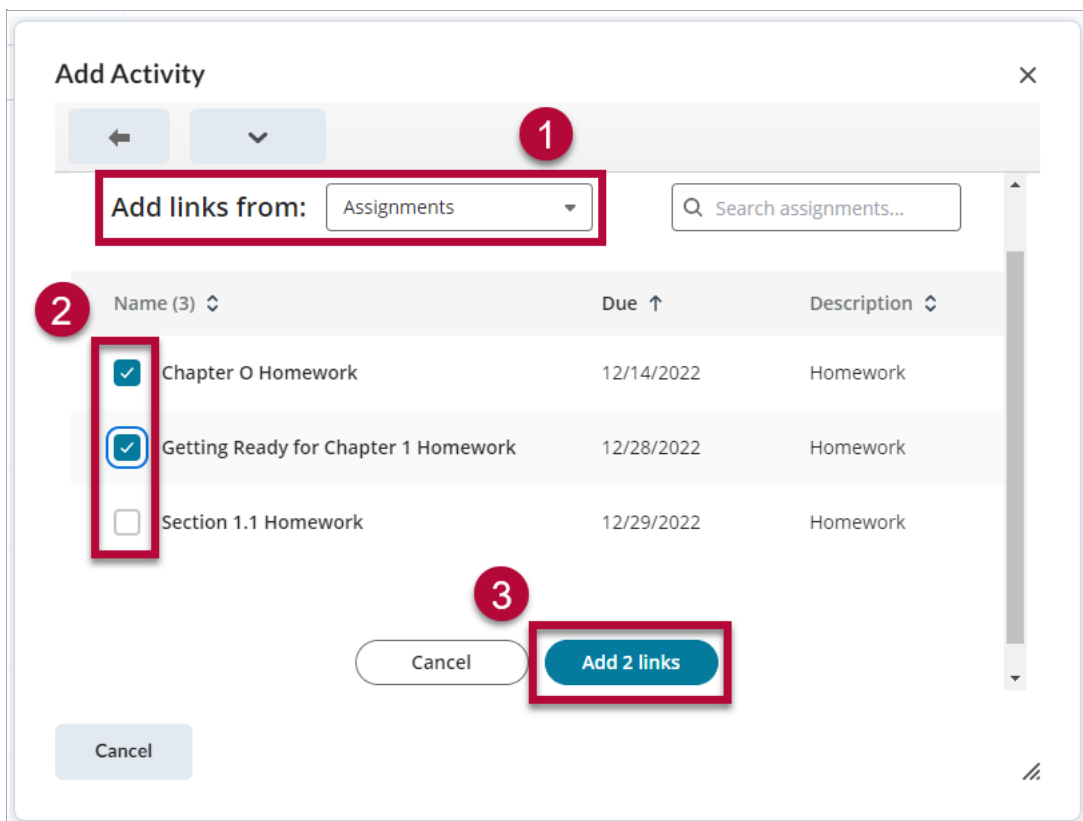 Add Activity
1
Add links from: Assignments Search assignments...
2
Name (3) Due Description
Chapter O Homework 12/14/2022 Homework
Getting Ready for Chapter 1 Homework 12/28/2022 Homework
Section 1.1 Homework 12/29/2022 Homework
3
Cancel Add 2 links
Cancel